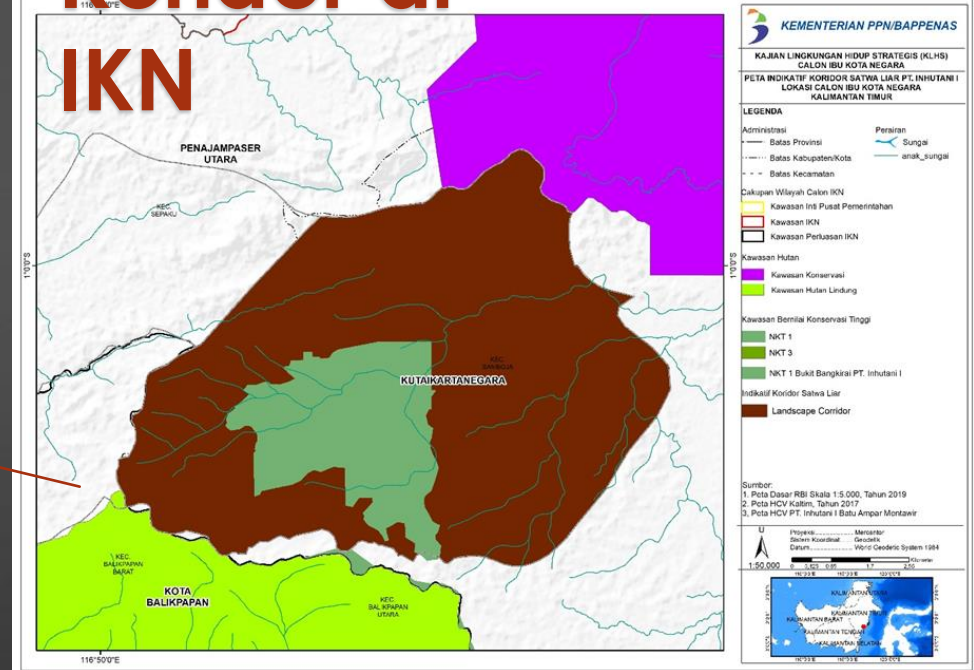 IKN
116°50'0"E
PENAJAMPASER
UTARA
KEC.
SEPAKU
1°0'0"S
1°0'0"S
KEC.
SAMBOJA
KUTAIKARTANEGARA
KEC.
BALIKPAPAN
BARAT
KOTA
BALIKPAPAN
KEC.
BALIKPAPAN
UTARA
116°50'0"E
KEMENTERIAN PPN/BAPPENAS
KAJIAN LINGKUNGAN HIDUP STRATEGIS (KLHS)
CALON IBU KOTA NEGARA
PETA INDIKATIF KORIDOR SATWA LIAR PT. INHUTANI I
LOKASI CALON IBU KOTA NEGARA
KALIMANTAN TIMUR
LEGENDA
Administrasi
Batas Provinsi
Batas Kabupaten/Kota
Batas Kecamatan
Perairan
Sungai
anak_sungai
Cakupan Wilayah Calon IKN
Kawasan Inti Pusat Pemerintahan
Kawasan IKN
Kawasan Perluasan IKN
Kawasan Hutan
Kawasan Konservasi
Kawasan Hutan Lindung
Kawasan Bernilai Konservasi Tinggi
NKT 1
NKT 3
NKT 1 Bukit Bangkirai PT. Inhutani I
Indikatif Koridor Satwa Liar
Landscape Corridor
Sumber:
1. Peta Dasar RBI Skala 1:5.000, Tahun 2019
2. Peta HCV Kaltim, Tahun 2017
3, Peta HCV PT. Inhutani I Batu Ampar Montawir
U
1:50.000
Proyeksi Mercator
Sistem Koordinat Geodetik
Datum World Geodetic System 1984
Kilometer
KALIMANTAN UTARA
KALIMANTAN TIMUR
KALIMANTAN BARAT
KALIMANTAN TENGAH
KALIMANTAN SELATAN